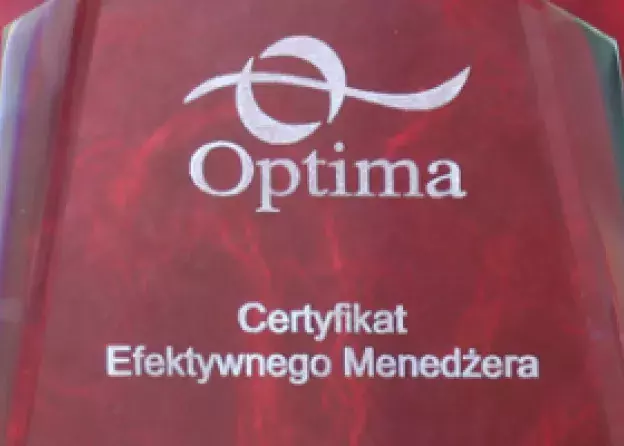 Optima
Certyfikat
Efektywnego Menedżera